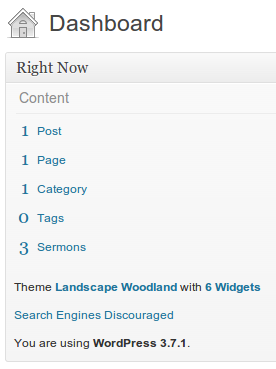 Dashboard
Right Now
Content
1 Post
1 Page
1 Category
0 Tags
3 Sermons
Theme Landscape Woodland with 6 Widgets
Search Engines Discouraged
You are using WordPress 3.7.1.